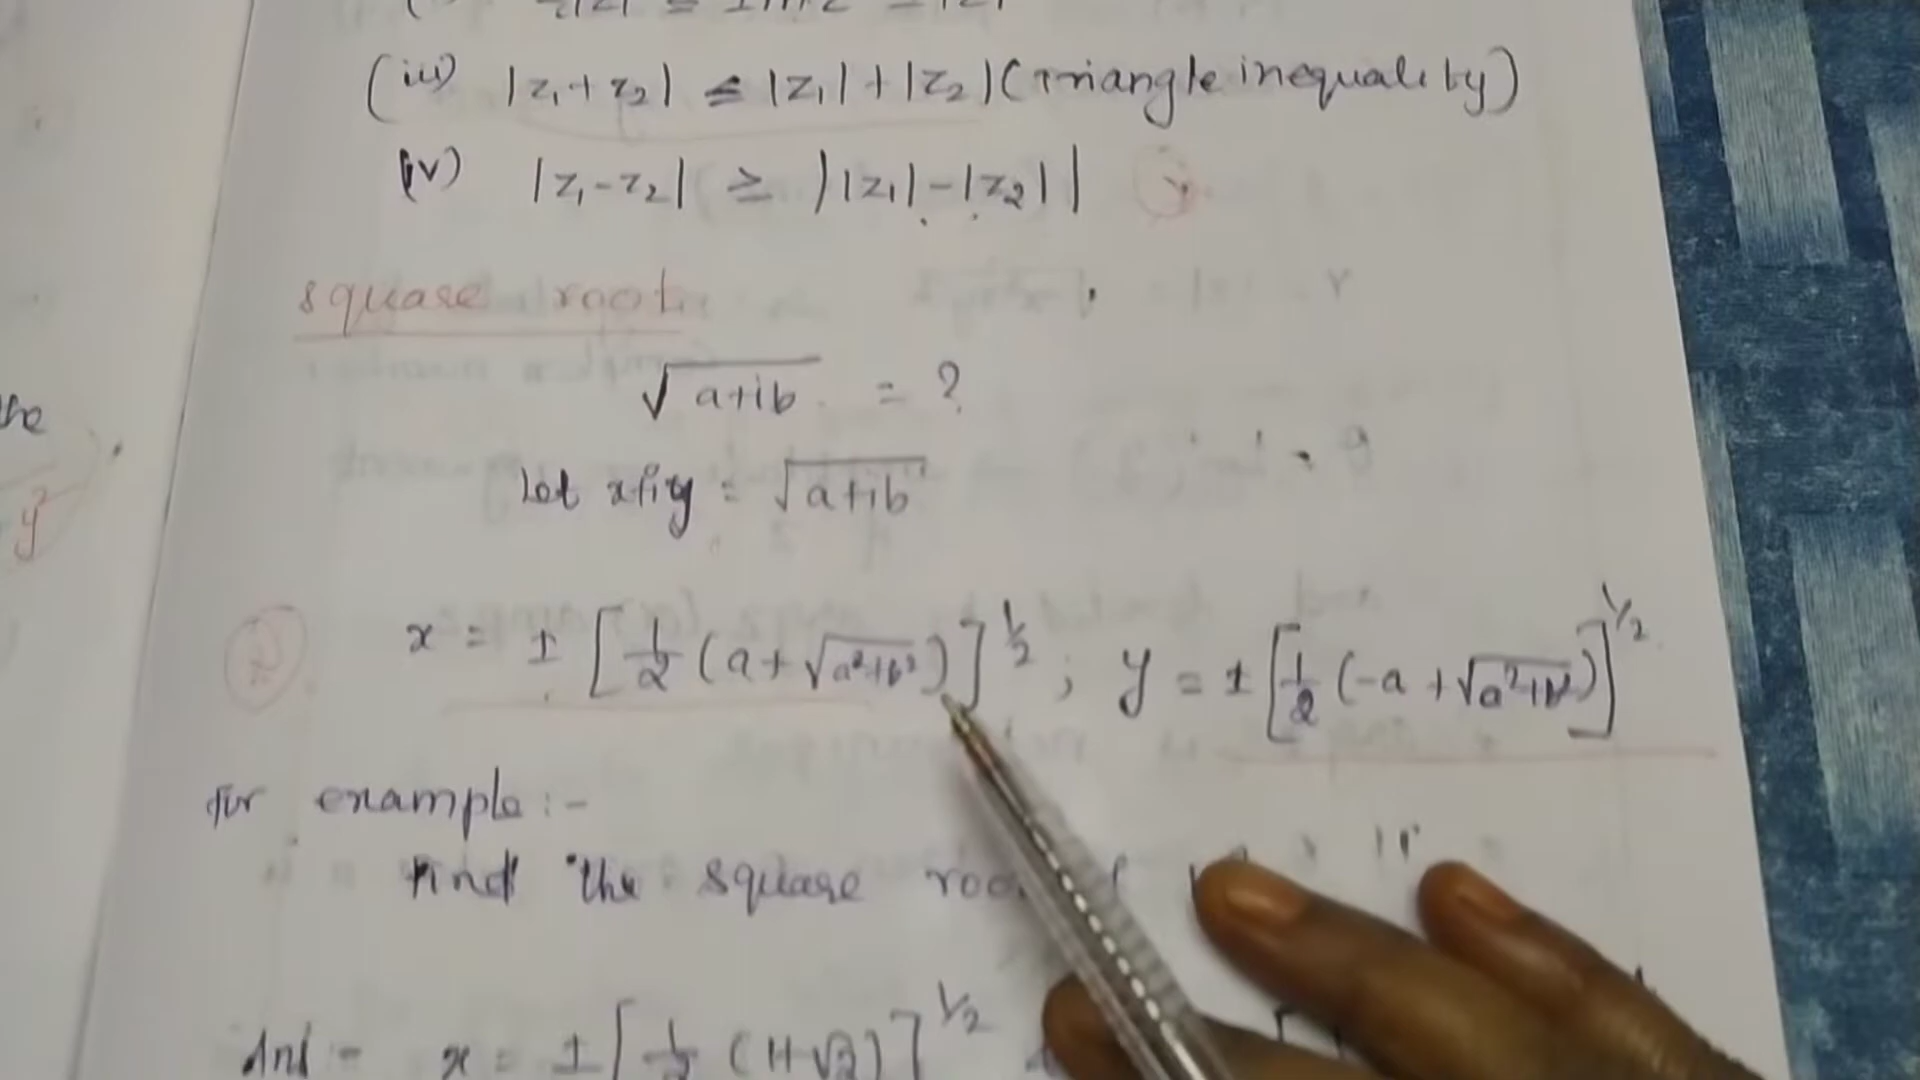 (iii) |z₁+z₂| ≤ |z₁|+|z₂| (Triangle inequality)
(iv) |z₁-z₂| ≥ ||z₁|-|z₂||
square root
√a+ib = ?
Let x+iy = √a+ib
x = ± [1/2 (a+√a²+b²)]^1/2 ; y = ± [1/2 (-a+√a²+b²)]^1/2
for example:-
Find the square
Ans:- x = ± [1/2 (1+√2)]^1/2
the
y